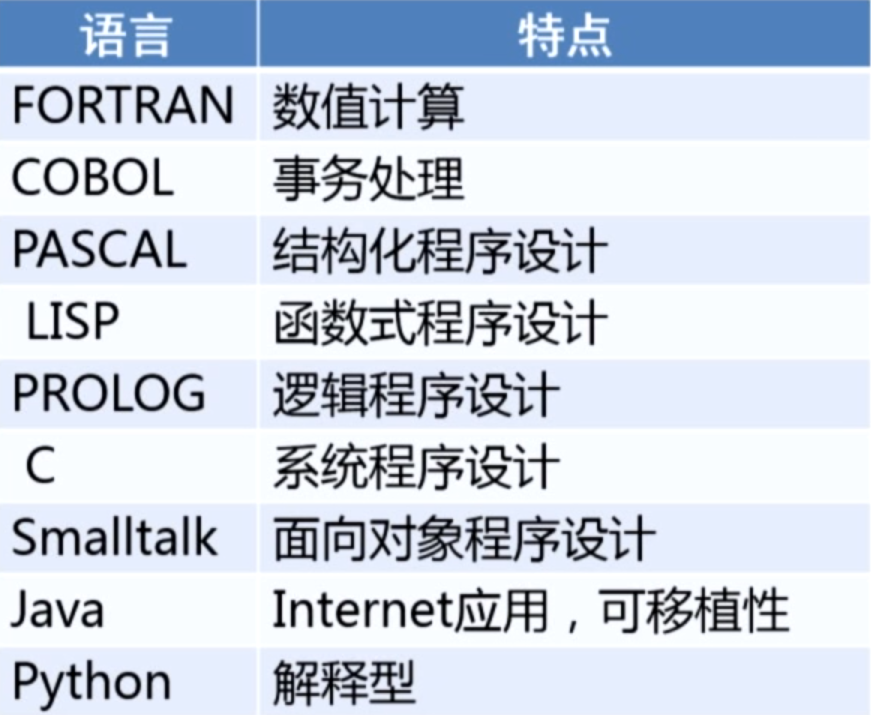 语言 特点
FORTRAN 数值计算
COBOL 事务处理
PASCAL 结构化程序设计
LISP 函数式程序设计
PROLOG 逻辑程序设计
C 系统程序设计
Smalltalk 面向对象程序设计
Java Internet应用，可移植性
Python 解释型